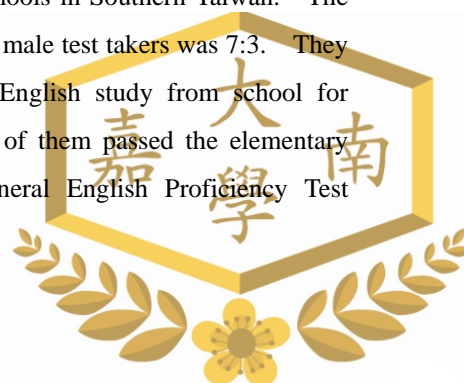 hools in Southern Taiwan. The
male test takers was 7:3. They
English study from school for
of them passed the elementary
neral English Proficiency Test
大
嘉 南
學